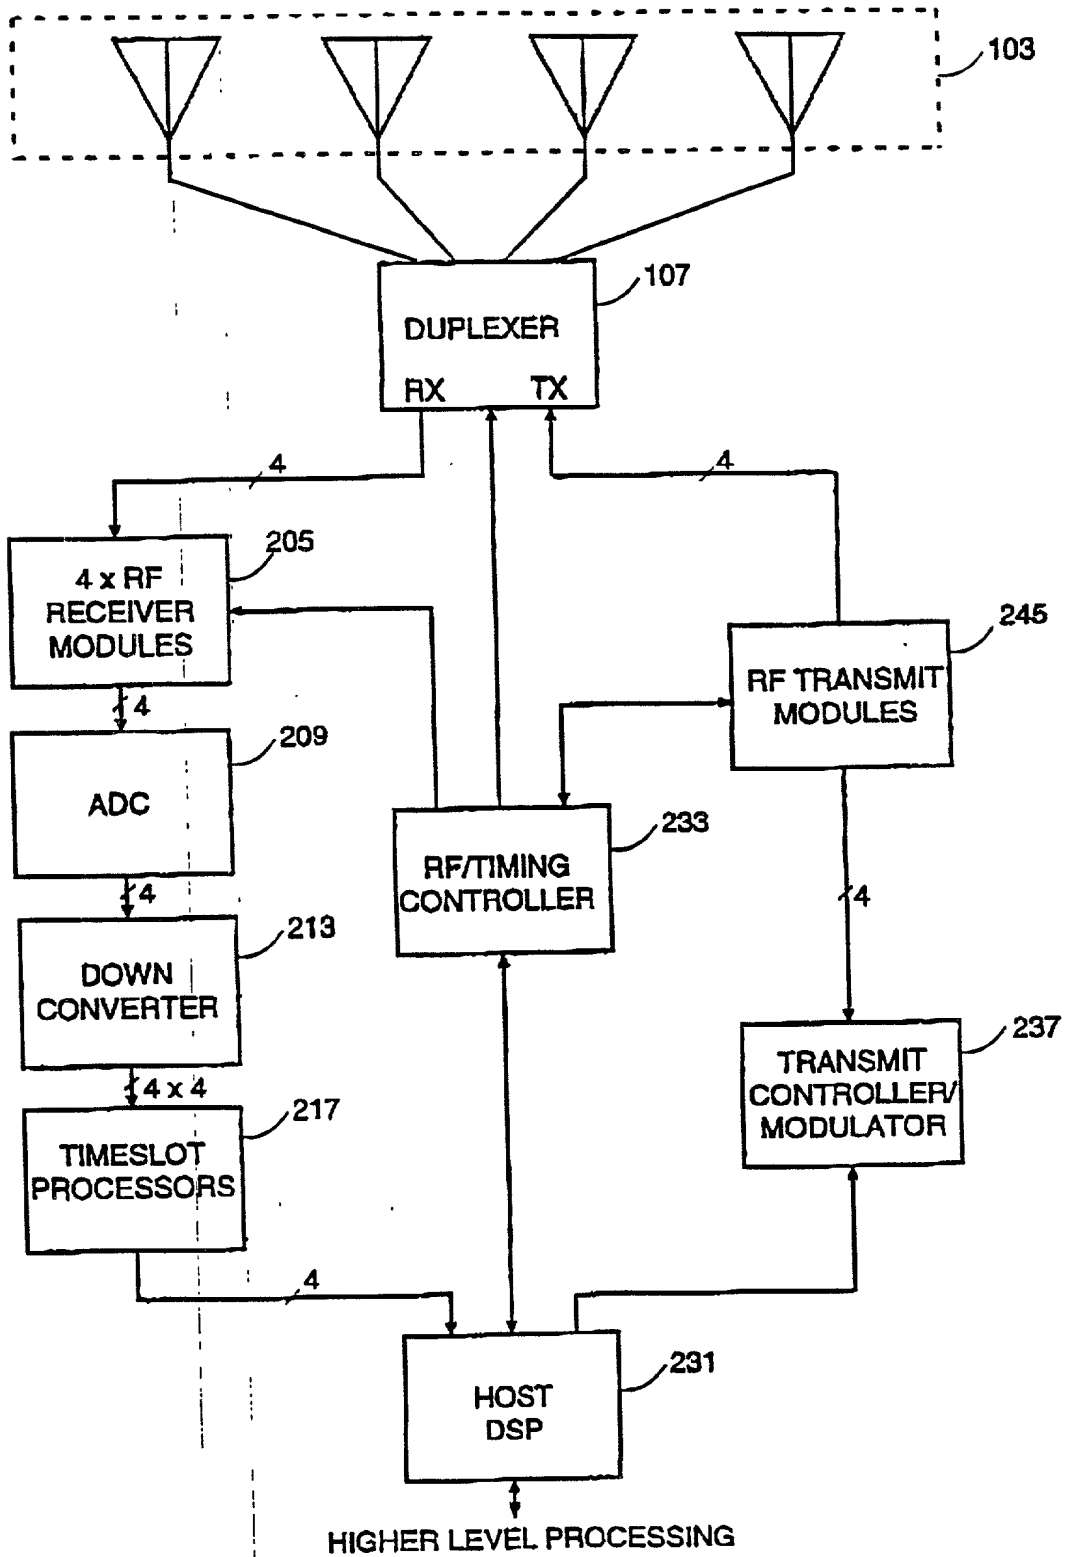 103
107
DUPLEXER
RX
TX
4
4
205
4 x RF
RECEIVER
MODULES
245
RF TRANSMIT
MODULES
4
209
ADC
233
RF/TIMING
CONTROLLER
4
4
213
DOWN
CONVERTER
237
TRANSMIT
CONTROLLER/
MODULATOR
4 x 4
217
TIMESLOT
PROCESSORS
4
231
HOST
DSP
HIGHER LEVEL PROCESSING